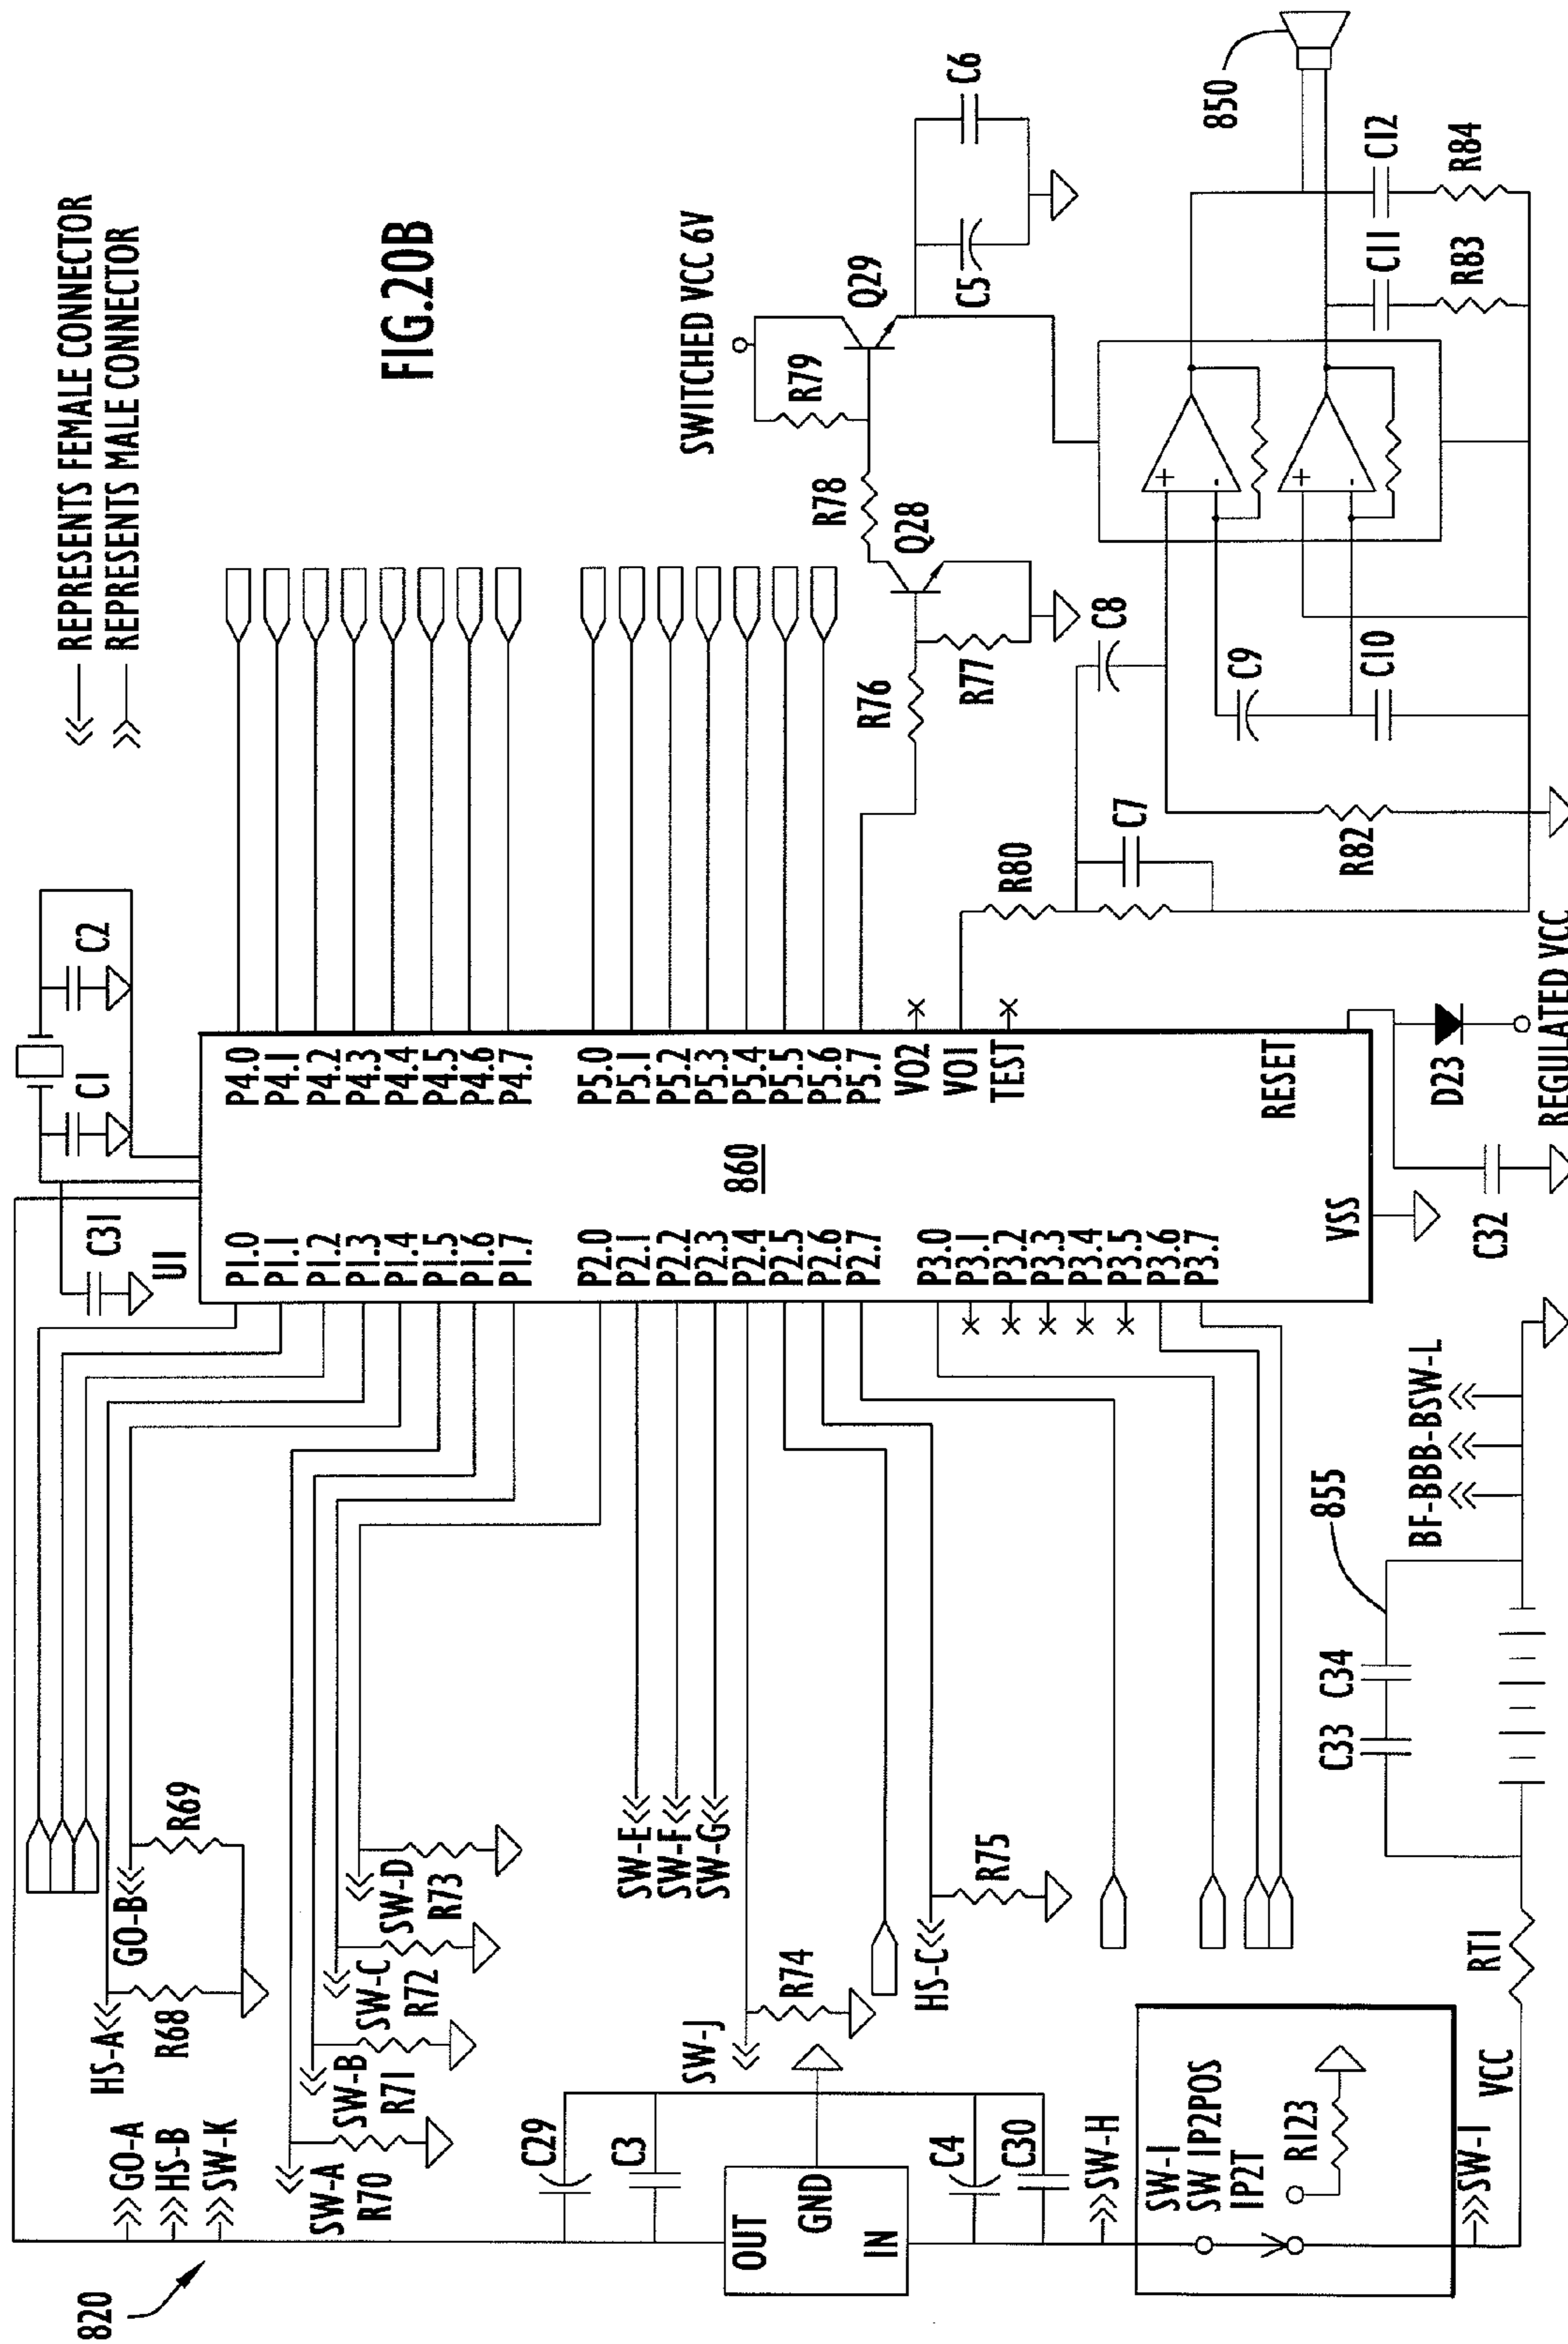 REPRESENTS FEMALE CONNECTOR
REPRESENTS MALE CONNECTOR
FIG.20B
820
GO-A
HS-B
SW-K
HS-A
R68
GO-B
R69
SW-A
R70
SW-B
R71
SW-C
R72
SW-D
R73
SW-E
SW-F
SW-G
SW-J
R74
HS-C
R75
C31
C1
C2
U1
860
P1.0
P1.1
P1.2
P1.3
P1.4
P1.5
P1.6
P1.7
P2.0
P2.1
P2.2
P2.3
P2.4
P2.5
P2.6
P2.7
P3.0
P3.1
P3.2
P3.3
P3.4
P3.5
P3.6
P3.7
VSS
P4.0
P4.1
P4.2
P4.3
P4.4
P4.5
P4.6
P4.7
P5.0
P5.1
P5.2
P5.3
P5.4
P5.5
P5.6
P5.7
VO2
VO1
TEST
RESET
SWITCHED VCC 6V
R79
Q29
R78
Q28
R76
R77
C5
C6
C8
R80
C7
C9
C10
R82
+
-
+
-
C11
C12
R83
R84
850
C29
C3
OUT
GND
IN
C4
C30
SW-H
SW-1
SW 1P2POS
1P2T
R123
SW-I
VCC
RT1
C33
C34
855
BF-BBB-BSW-L
C32
D23
REGULATED VCC